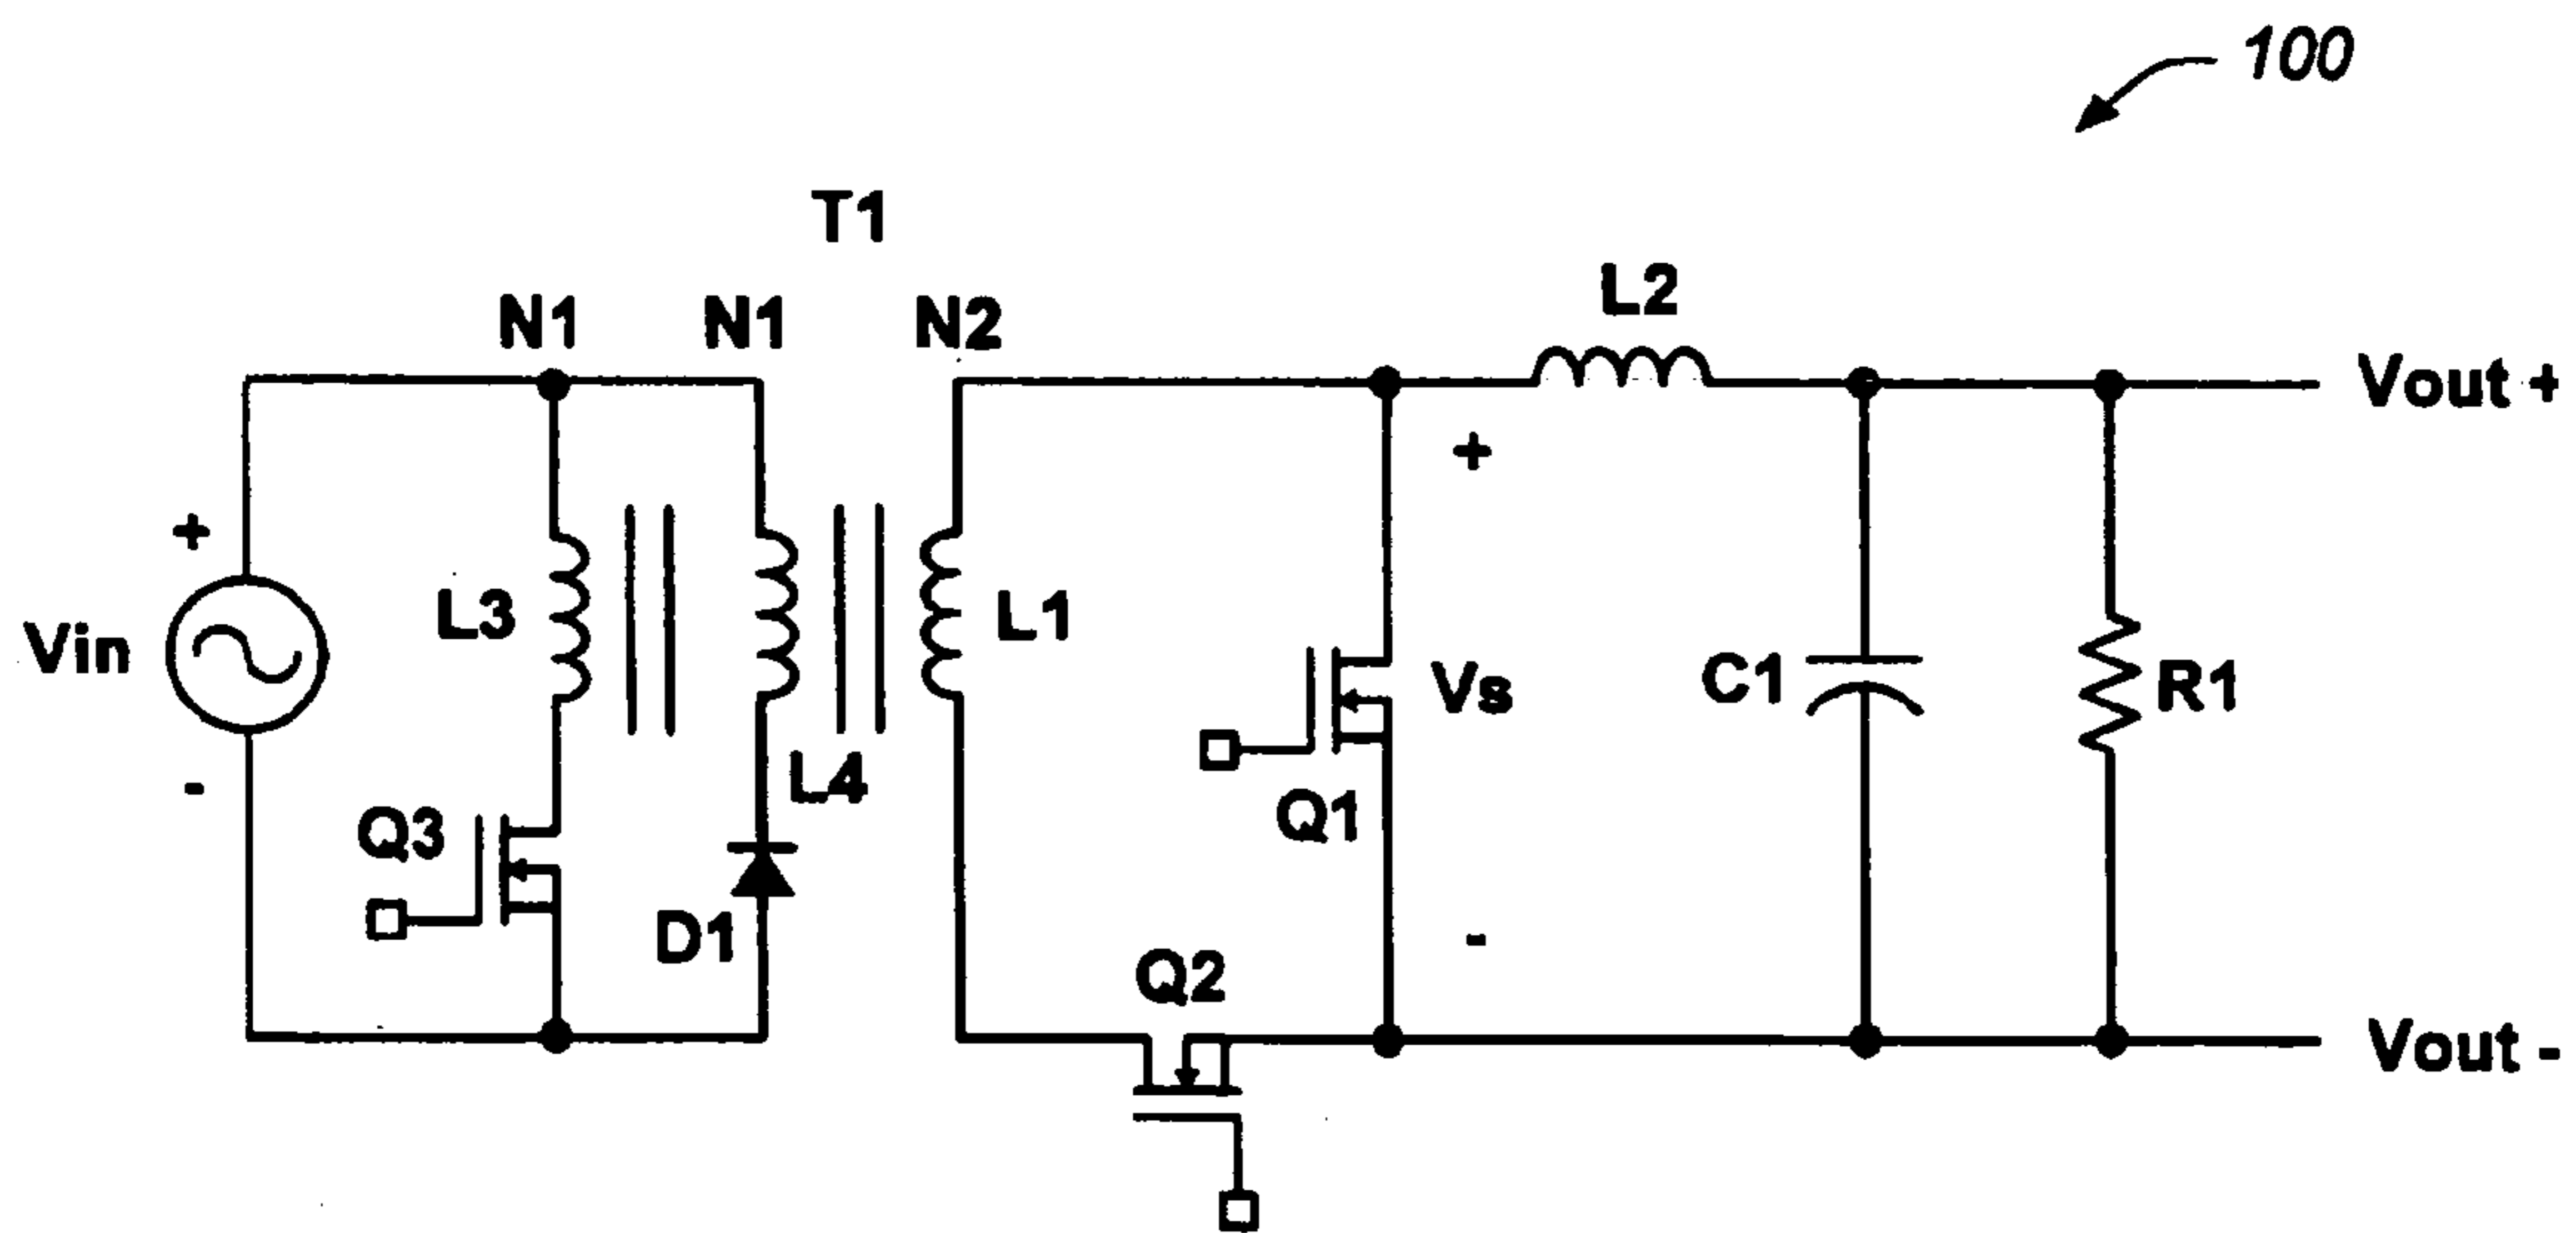 100
T1
N1 N1 N2 L2
Vout +
+
+
L3 L1
Vin Vs C1 R1
- L4
Q3 Q1
D1 -
Q2
Vout -